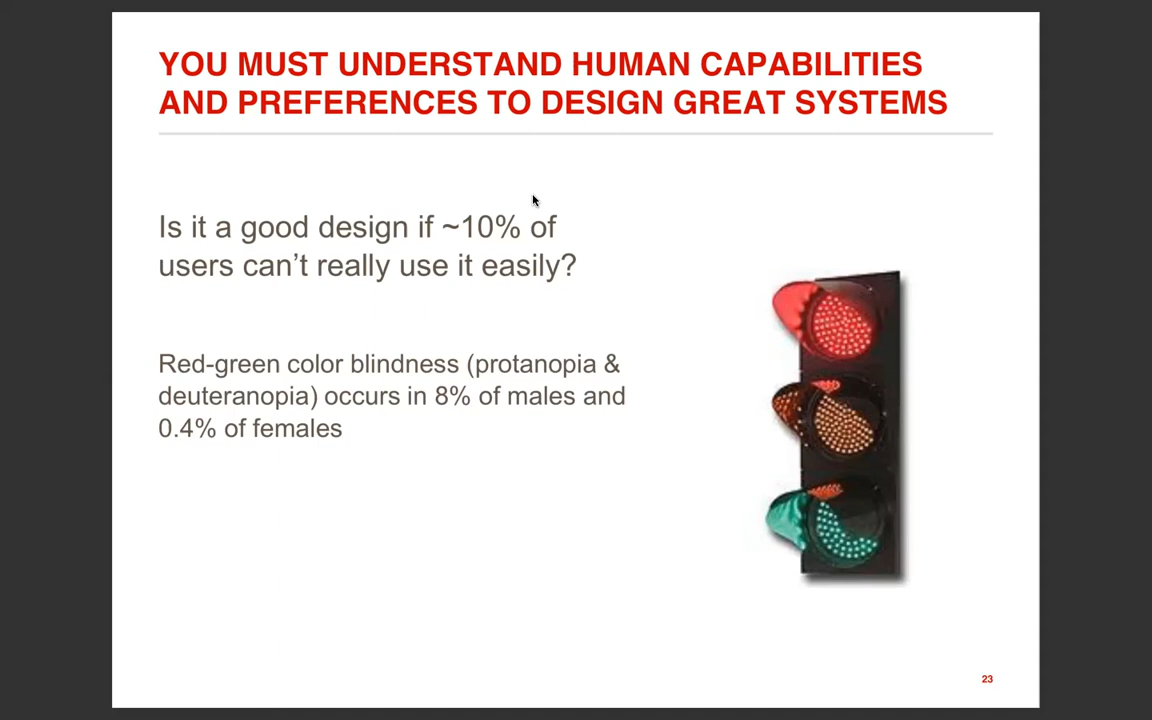 YOU MUST UNDERSTAND HUMAN CAPABILITIES
AND PREFERENCES TO DESIGN GREAT SYSTEMS
Is it a good design if ~10% of
users can’t really use it easily?
Red-green color blindness (protanopia &
deuteranopia) occurs in 8% of males and
0.4% of females
23